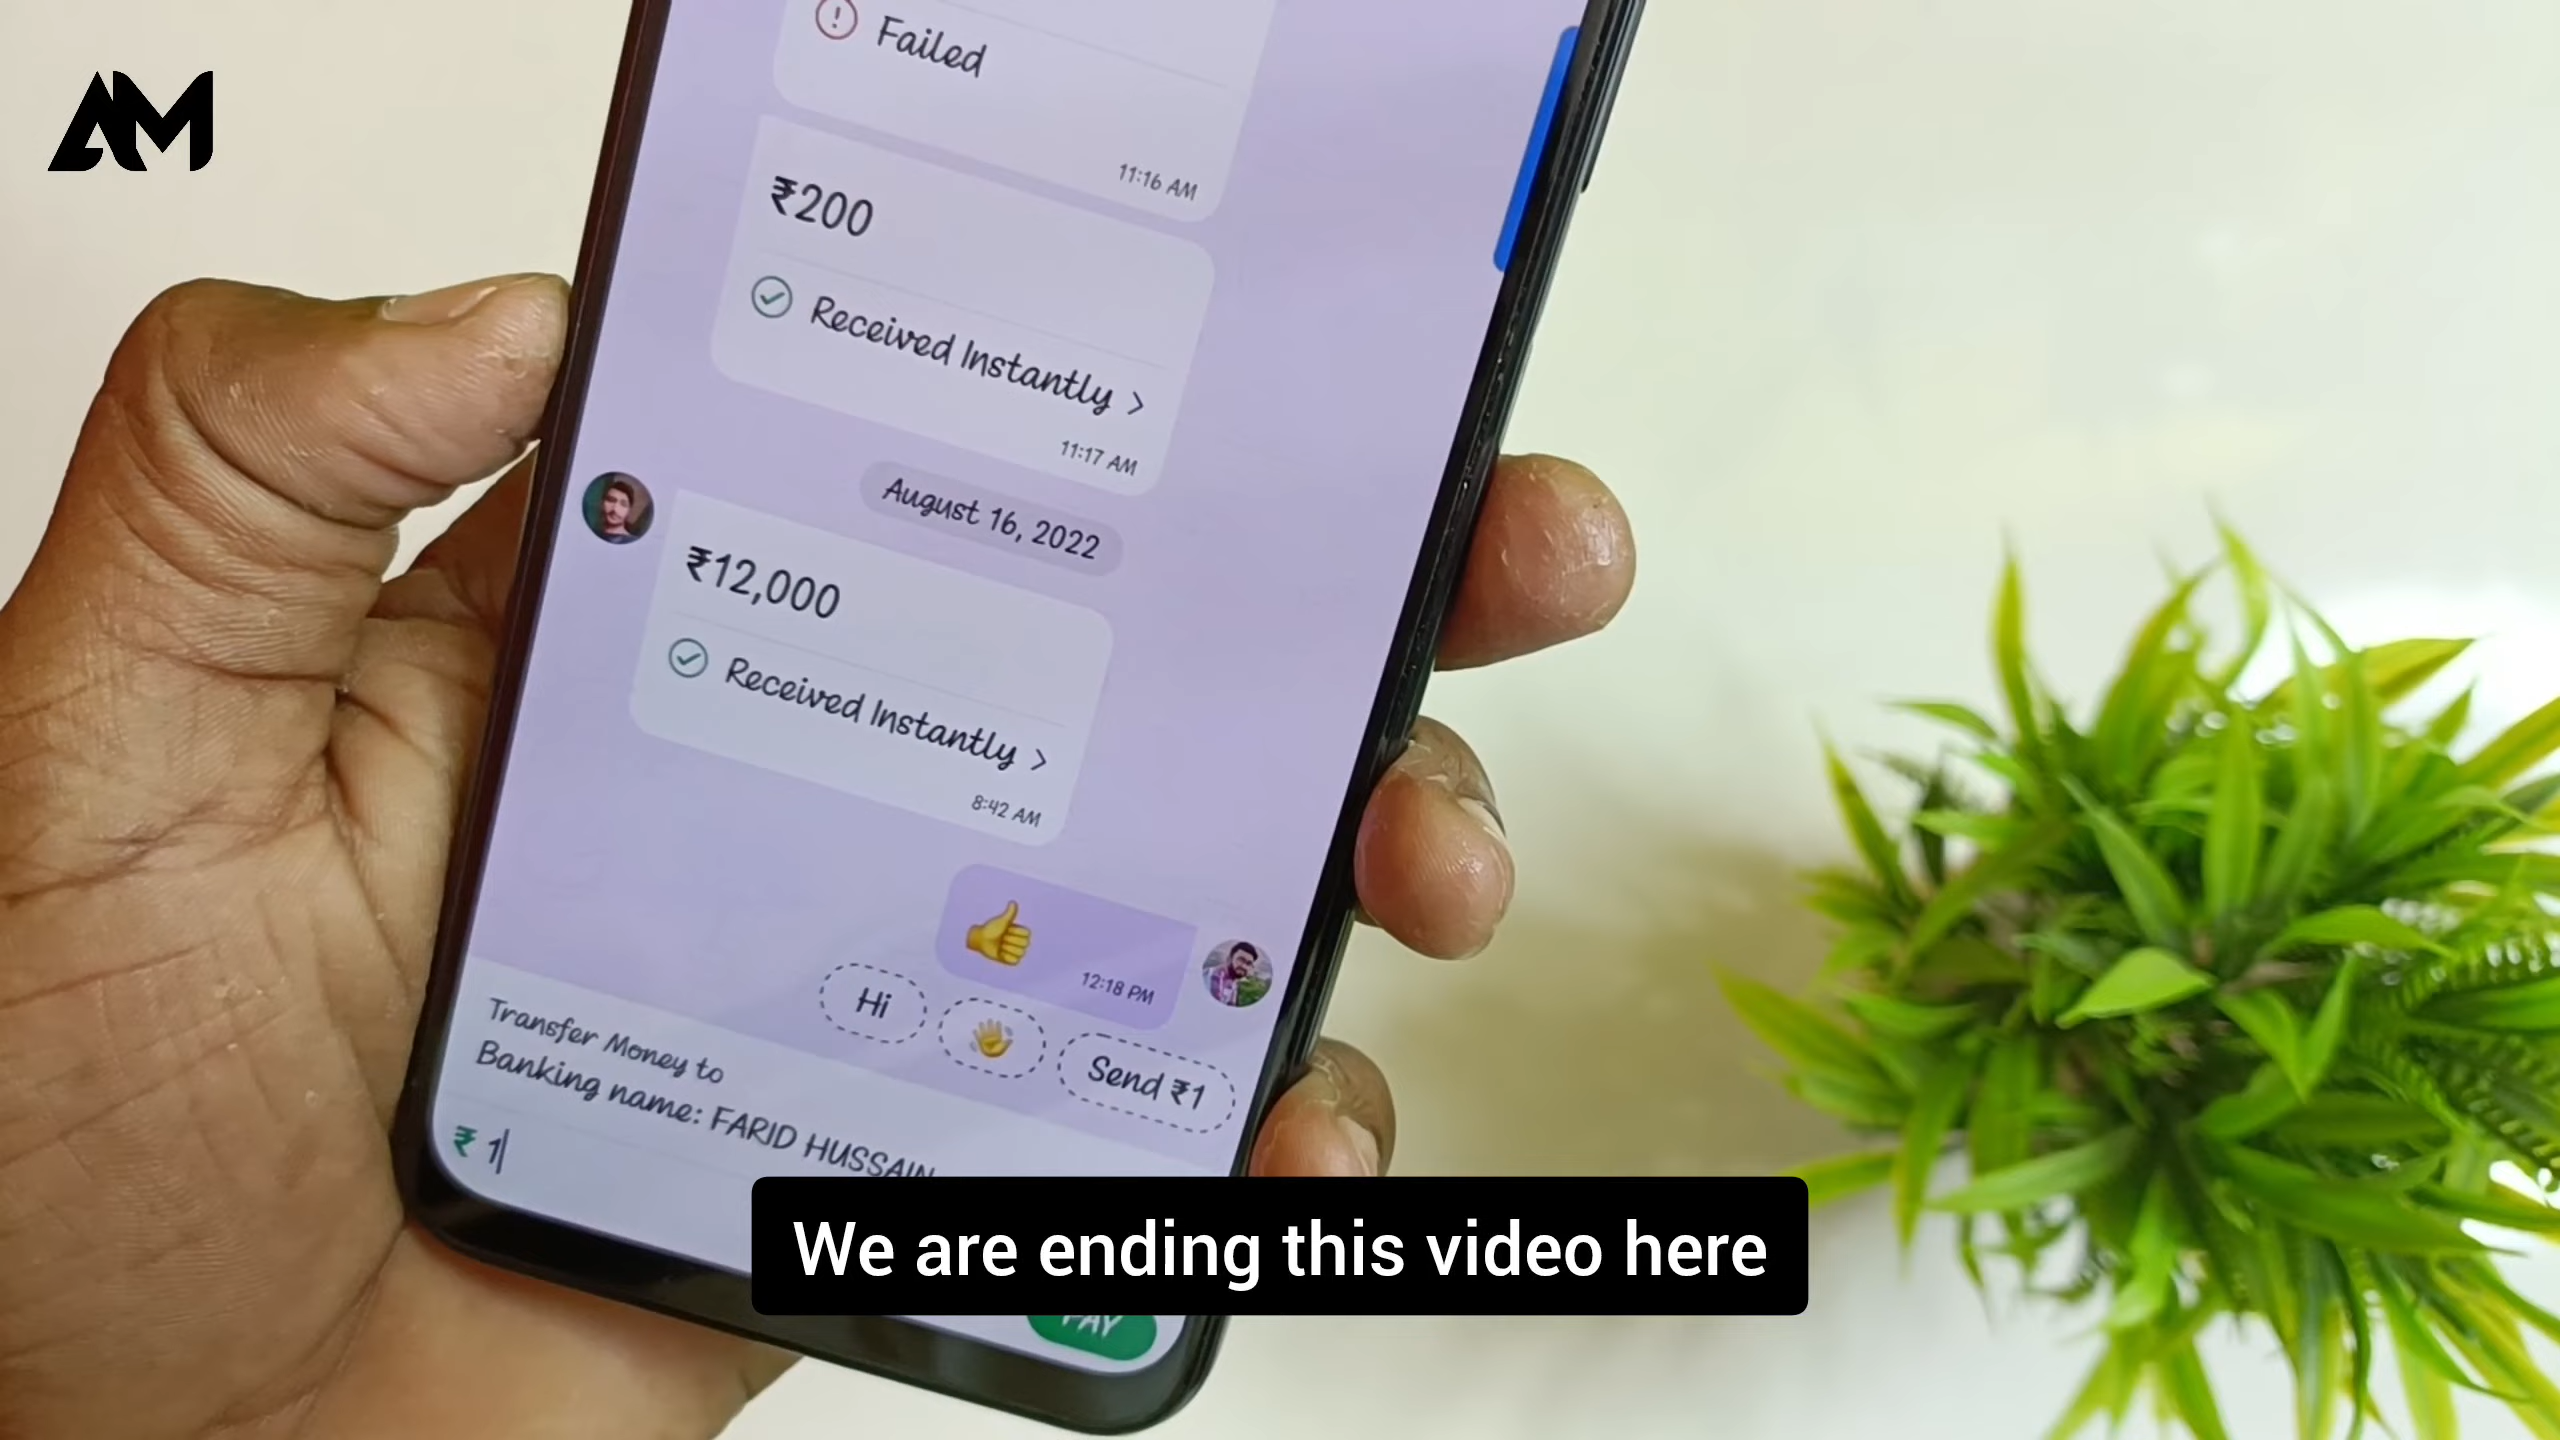 AM
Failed
11:16 AM
₹200
Received Instantly >
11:17 AM
August 16, 2022
₹12,000
Received Instantly >
8:42 AM
12:18 PM
Hi
Send ₹1
Transfer Money to
Banking name: FARID HUSSAIN
₹ 1
We are ending this video here
PAY